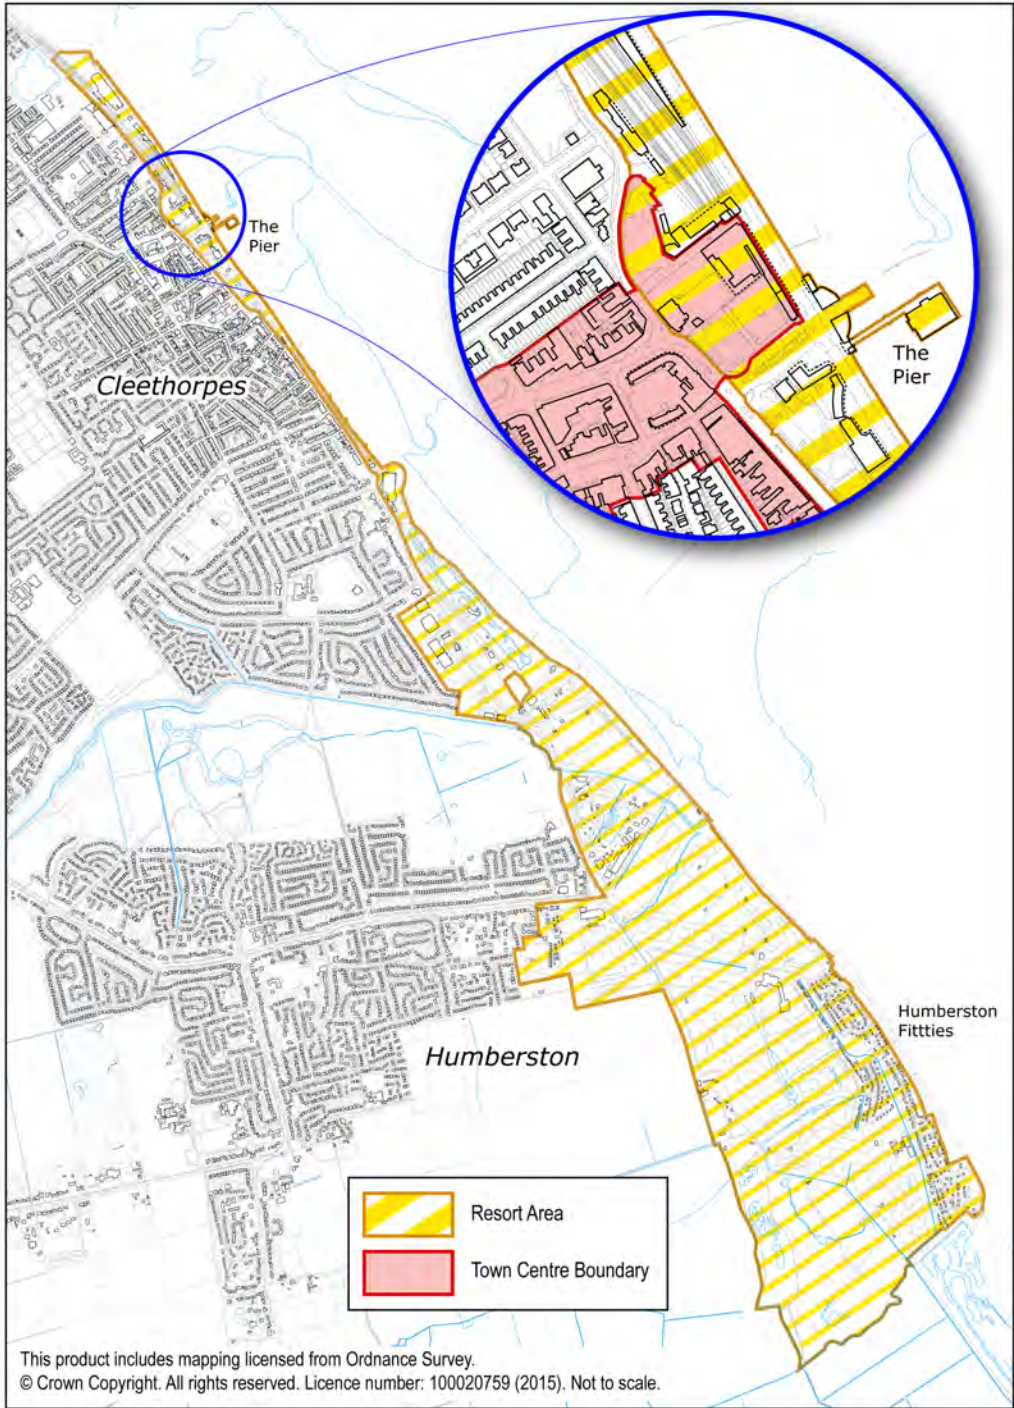 The
Pier
The
Pier
Cleethorpes
Humberston
Fittties
Humberston
Resort Area
Town Centre Boundary
This product includes mapping licensed from Ordnance Survey.
© Crown Copyright. All rights reserved. Licence number: 100020759 (2015). Not to scale.